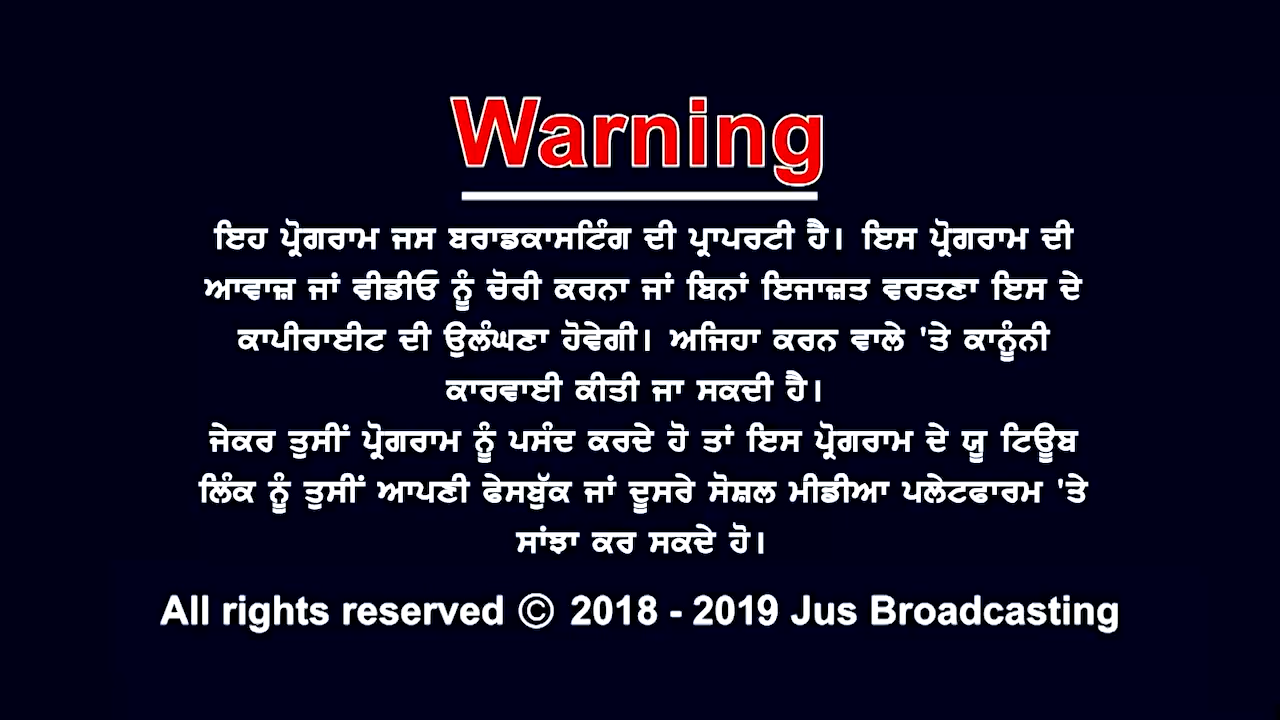 Warning
ਇਹ ਪ੍ਰੋਗਰਾਮ ਜਸ ਬਰਾਡਕਾਸਟਿੰਗ ਦੀ ਪ੍ਰਾਪਰਟੀ ਹੈ। ਇਸ ਪ੍ਰੋਗਰਾਮ ਦੀ
ਆਵਾਜ਼ ਜਾਂ ਵੀਡੀਓ ਨੂੰ ਚੋਰੀ ਕਰਨਾ ਜਾਂ ਬਿਨਾਂ ਇਜਾਜ਼ਤ ਵਰਤਣਾ ਇਸ ਦੇ
ਕਾਪੀਰਾਈਟ ਦੀ ਉਲੰਘਣਾ ਹੋਵੇਗੀ। ਅਜਿਹਾ ਕਰਨ ਵਾਲੇ 'ਤੇ ਕਾਨੂੰਨੀ
ਕਾਰਵਾਈ ਕੀਤੀ ਜਾ ਸਕਦੀ ਹੈ।
ਜੇਕਰ ਤੁਸੀਂ ਪ੍ਰੋਗਰਾਮ ਨੂੰ ਪਸੰਦ ਕਰਦੇ ਹੋ ਤਾਂ ਇਸ ਪ੍ਰੋਗਰਾਮ ਦੇ ਯੂ ਟਿਊਬ
ਲਿੰਕ ਨੂੰ ਤੁਸੀਂ ਆਪਣੀ ਫੇਸਬੁੱਕ ਜਾਂ ਦੂਸਰੇ ਸੋਸ਼ਲ ਮੀਡੀਆ ਪਲੇਟਫਾਰਮ 'ਤੇ
ਸਾਂਝਾ ਕਰ ਸਕਦੇ ਹੋ।
All rights reserved © 2018 - 2019 Jus Broadcasting